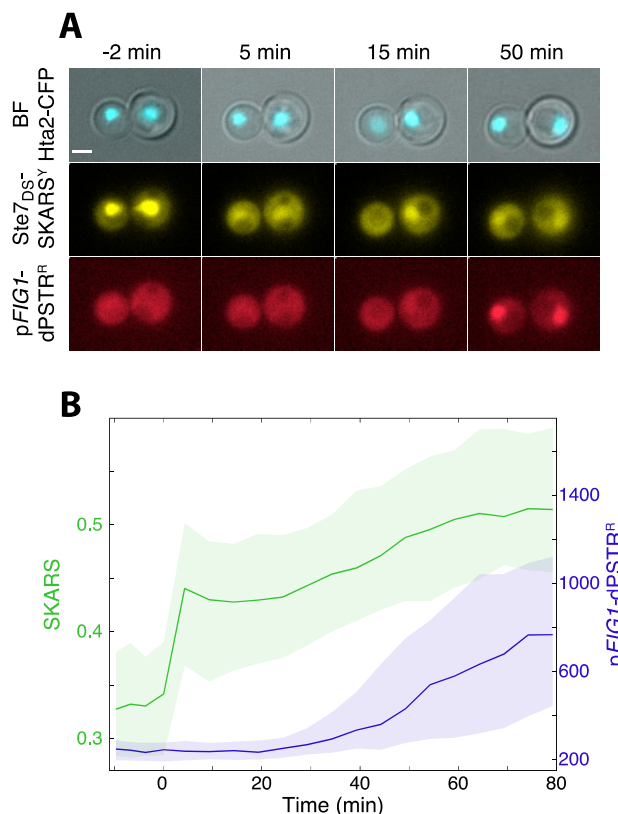 A
-2 min 5 min 15 min 50 min
BF
Hta2-CFP
Ste7DS-
SKARSY
pFIG1-
dPSTRR
B
SKARS
0.5
0.4
0.3
pFIG1-dPSTRR
1400
1000
600
200
0 20 40 60 80
Time (min)